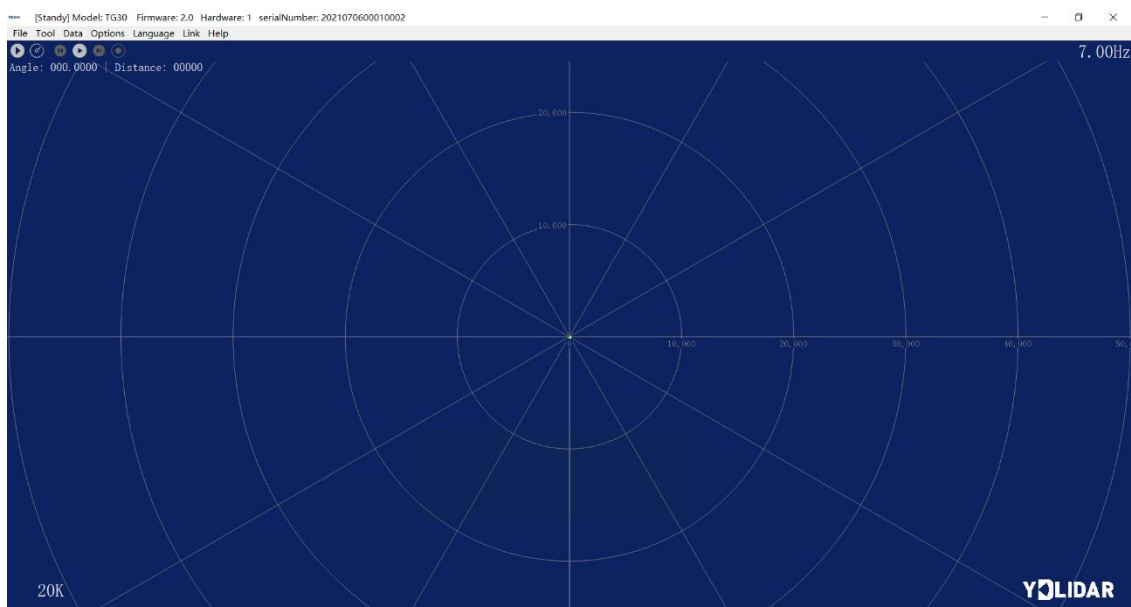 [Standy] Model: TG30 Firmware: 2.0 Hardware: 1 serialNumber: 2021070600010002
File Tool Data Options Language Link Help
7.00Hz
Angle: 000.0000 | Distance: 00000
20,000
10,000
0 10,000 20,000 30,000 40,000 50,
20K
YDLIDAR